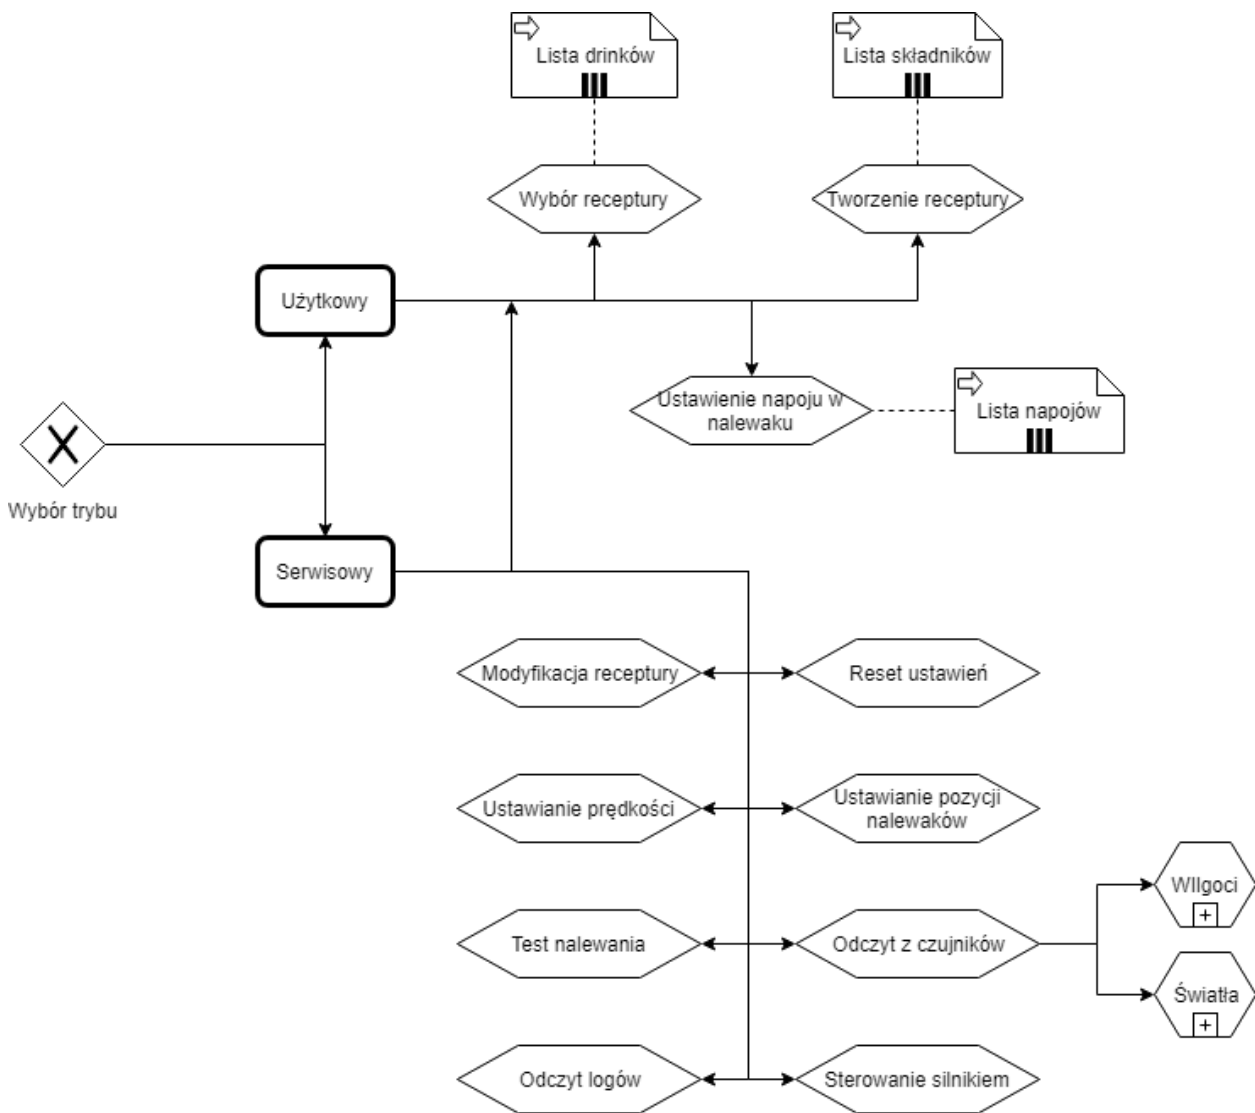 Lista drinków
Lista składników
Wybór receptury
Tworzenie receptury
Użytkowy
Ustawienie napoju w
nalewaku
Lista napojów
Wybór trybu
Serwisowy
Modyfikacja receptury
Reset ustawień
Ustawianie prędkości
Ustawianie pozycji
nalewaków
WIlgoci
Test nalewania
Odczyt z czujników
Światła
Odczyt logów
Sterowanie silnikiem